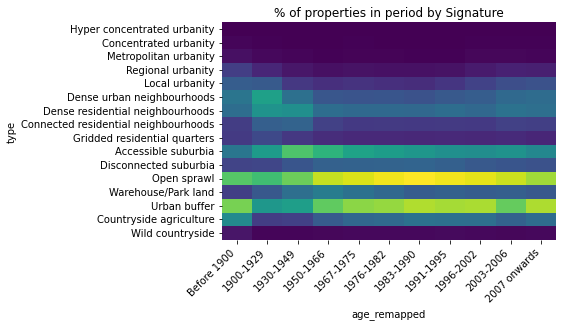 % of properties in period by Signature
type
Hyper concentrated urbanity
Concentrated urbanity
Metropolitan urbanity
Regional urbanity
Local urbanity
Dense urban neighbourhoods
Dense residential neighbourhoods
Connected residential neighbourhoods
Gridded residential quarters
Accessible suburbia
Disconnected suburbia
Open sprawl
Warehouse/Park land
Urban buffer
Countryside agriculture
Wild countryside
Before 1900
1900-1929
1930-1949
1950-1966
1967-1975
1976-1982
1983-1990
1991-1995
1996-2002
2003-2006
2007 onwards
age_remapped